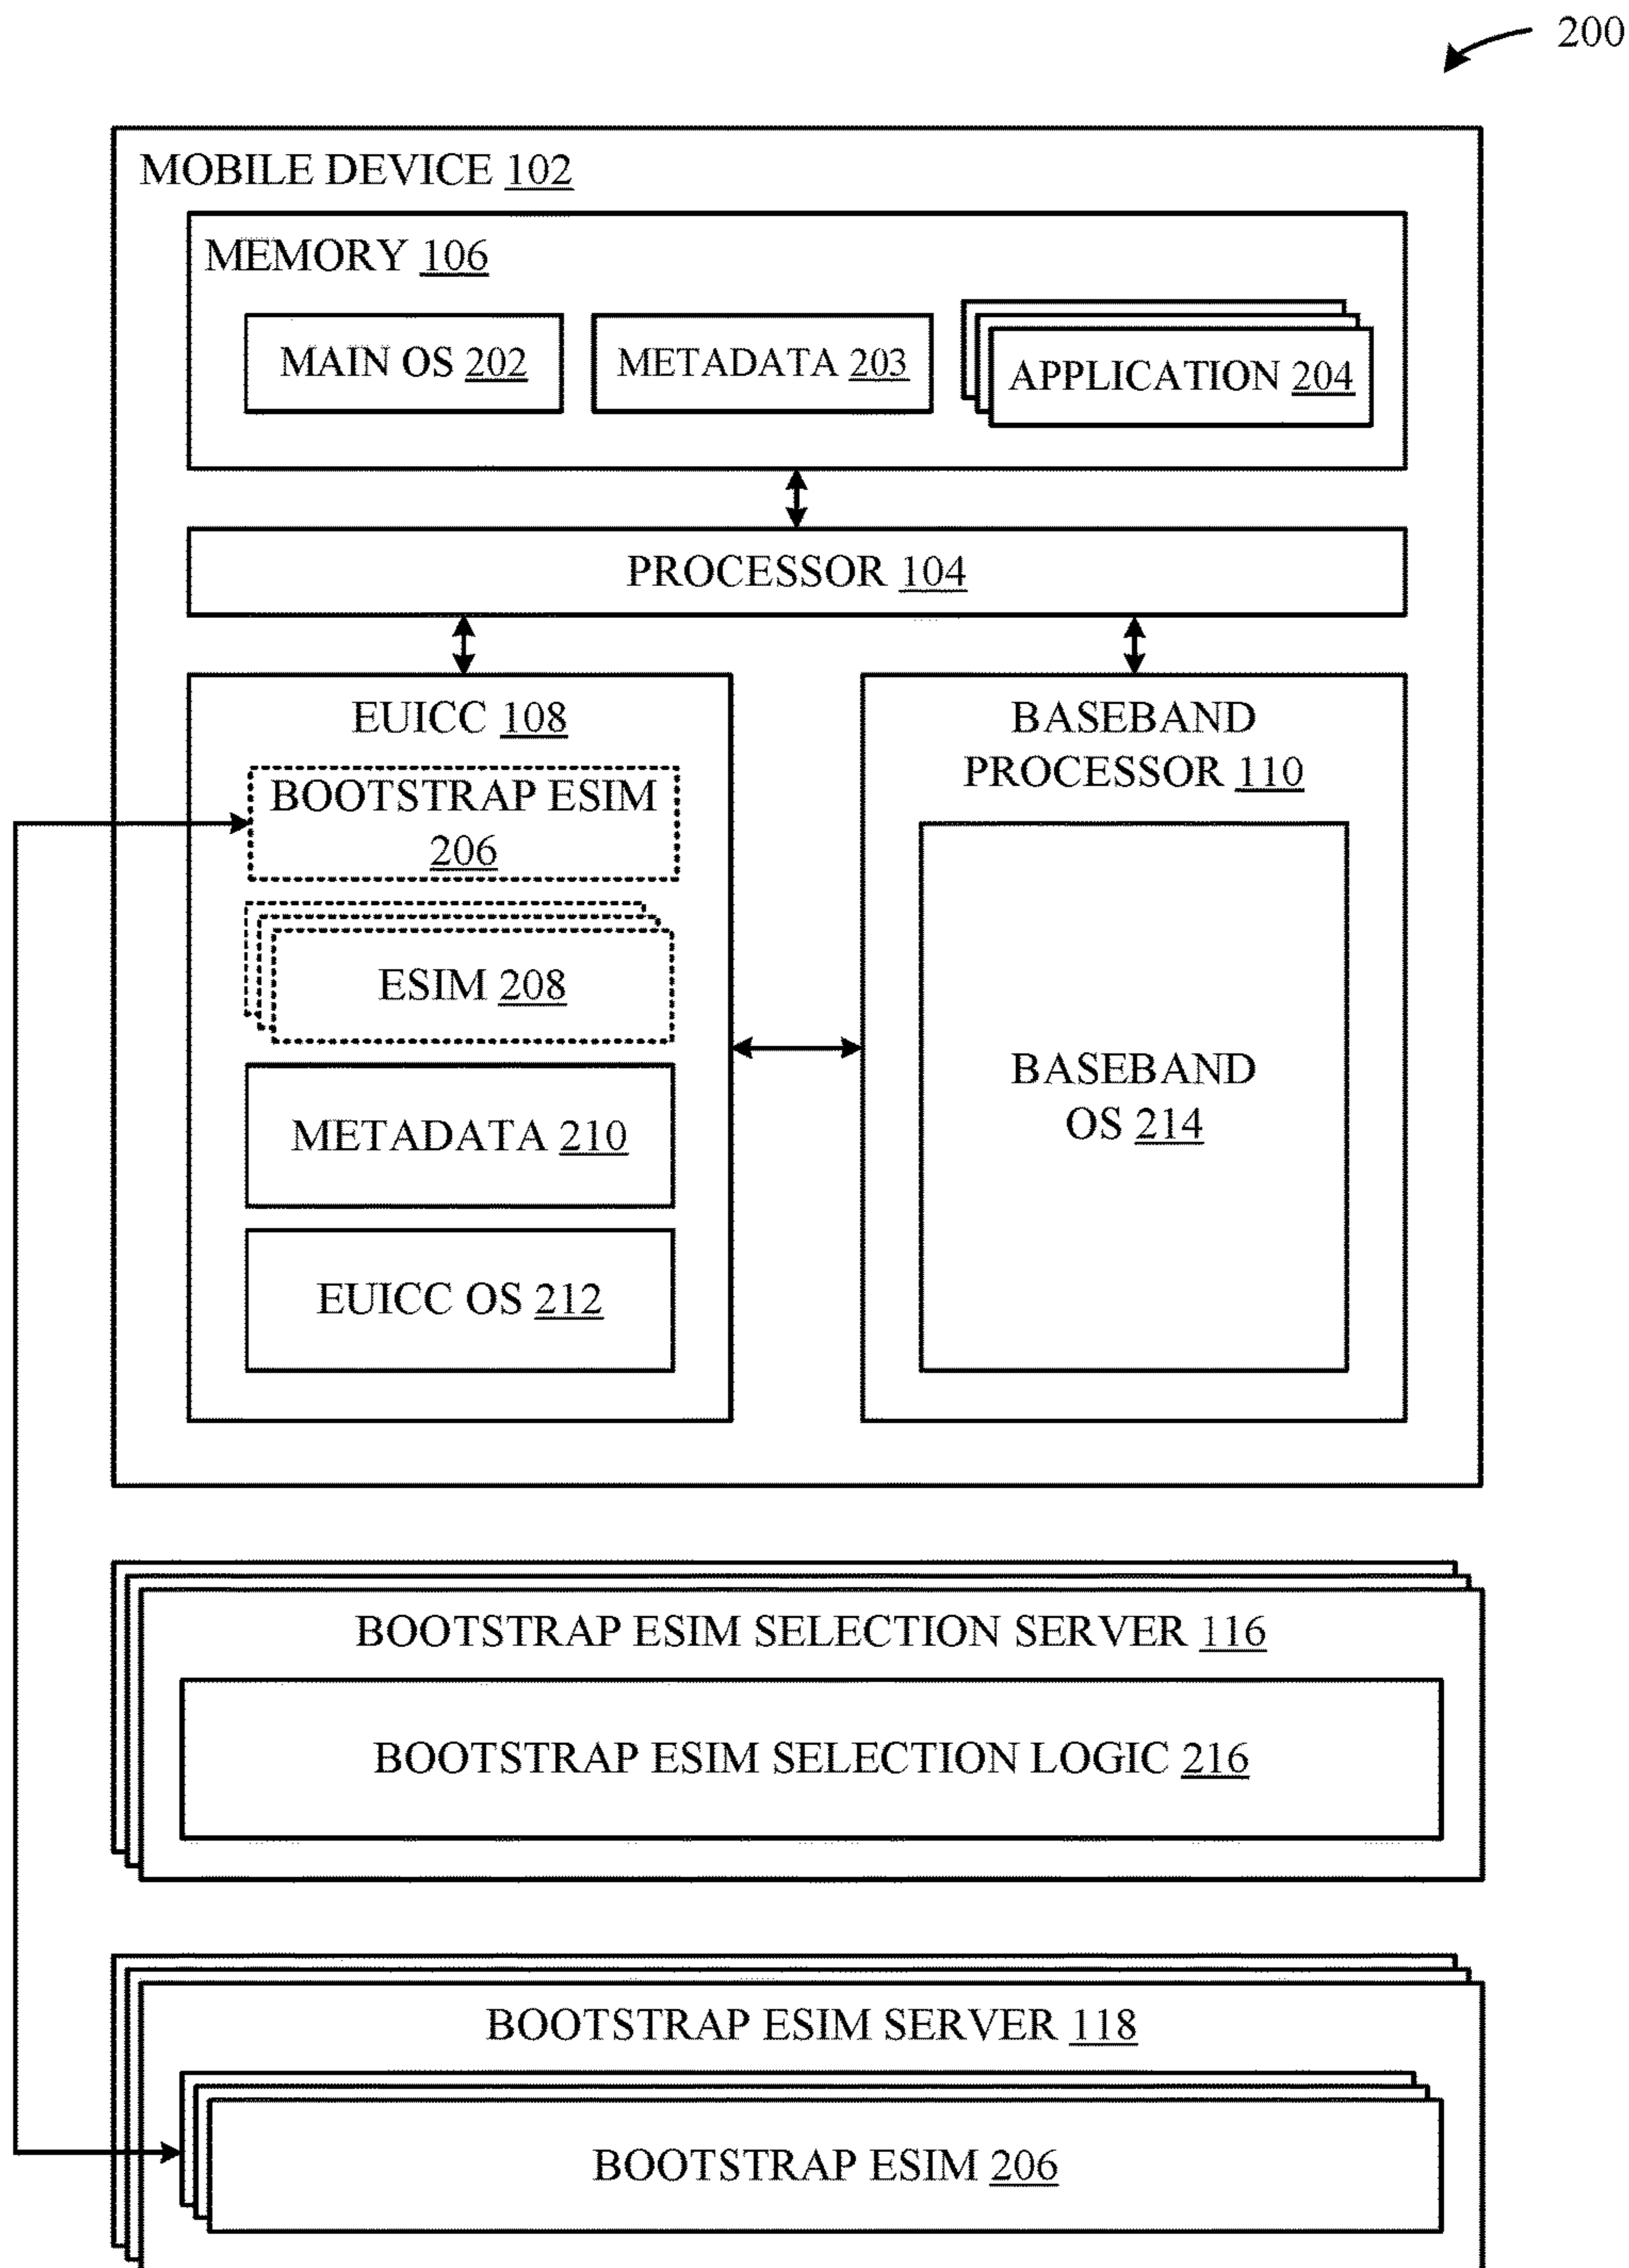 200
MOBILE DEVICE 102
MEMORY 106
MAIN OS 202
METADATA 203
APPLICATION 204
PROCESSOR 104
EUICC 108
BOOTSTRAP ESIM
206
ESIM 208
METADATA 210
EUICC OS 212
BASEBAND
PROCESSOR 110
BASEBAND
OS 214
BOOTSTRAP ESIM SELECTION SERVER 116
BOOTSTRAP ESIM SELECTION LOGIC 216
BOOTSTRAP ESIM SERVER 118
BOOTSTRAP ESIM 206